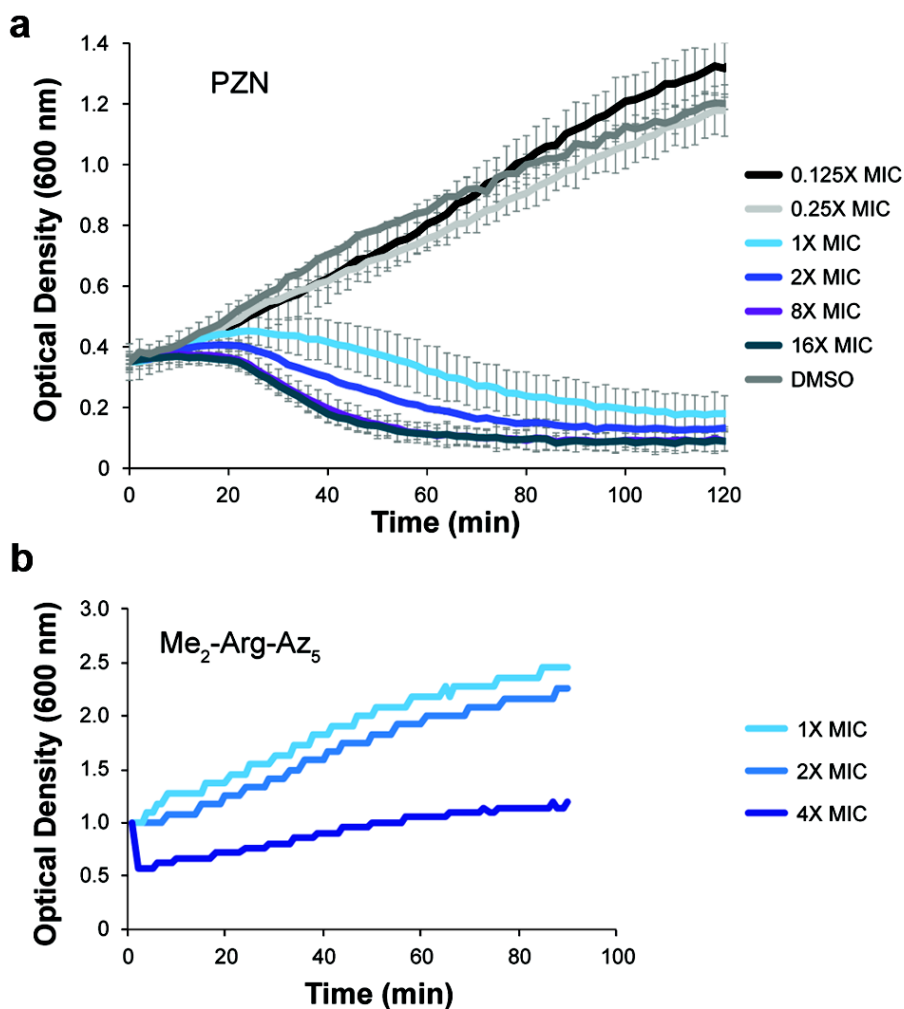 a
PZN
Optical Density (600 nm)
1.4
1.2
1.0
0.8
0.6
0.4
0.2
0
0 20 40 60 80 100 120
Time (min)
0.125X MIC
0.25X MIC
1X MIC
2X MIC
8X MIC
16X MIC
DMSO
b
Me₂-Arg-Az₅
Optical Density (600 nm)
3.0
2.5
2.0
1.5
1.0
0.5
0
0 20 40 60 80 100
Time (min)
1X MIC
2X MIC
4X MIC